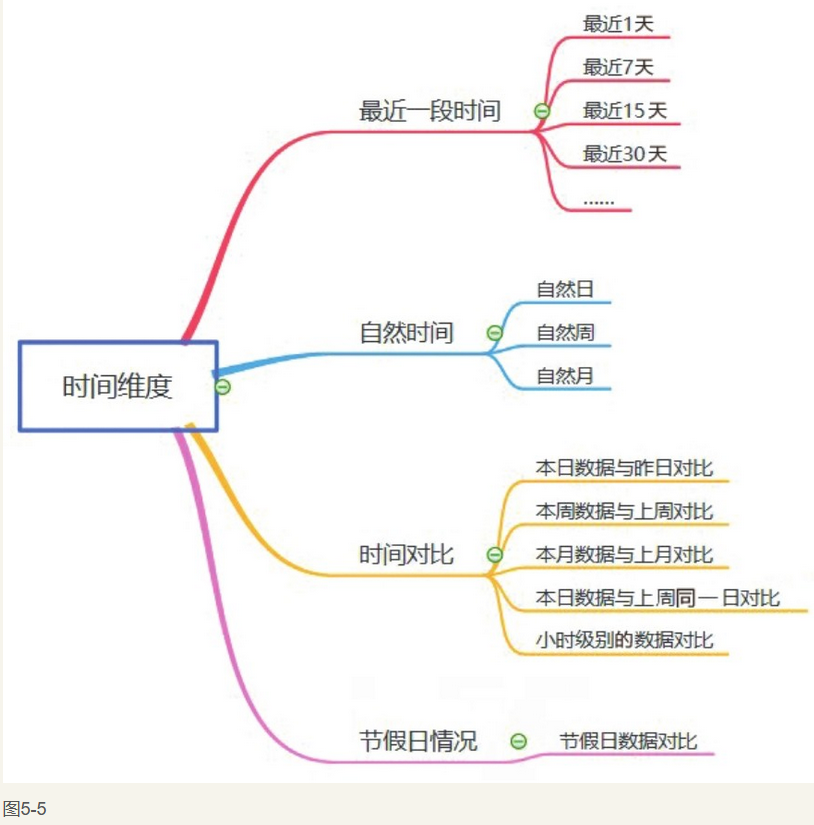 最近1天
最近7天
最近一段时间
最近15天
最近30天
……
自然日
自然时间
自然周
自然月
时间维度
本日数据与昨日对比
本周数据与上周对比
时间对比
本月数据与上月对比
本日数据与上周同一日对比
小时级别的数据对比
节假日情况
节假日数据对比
图5-5